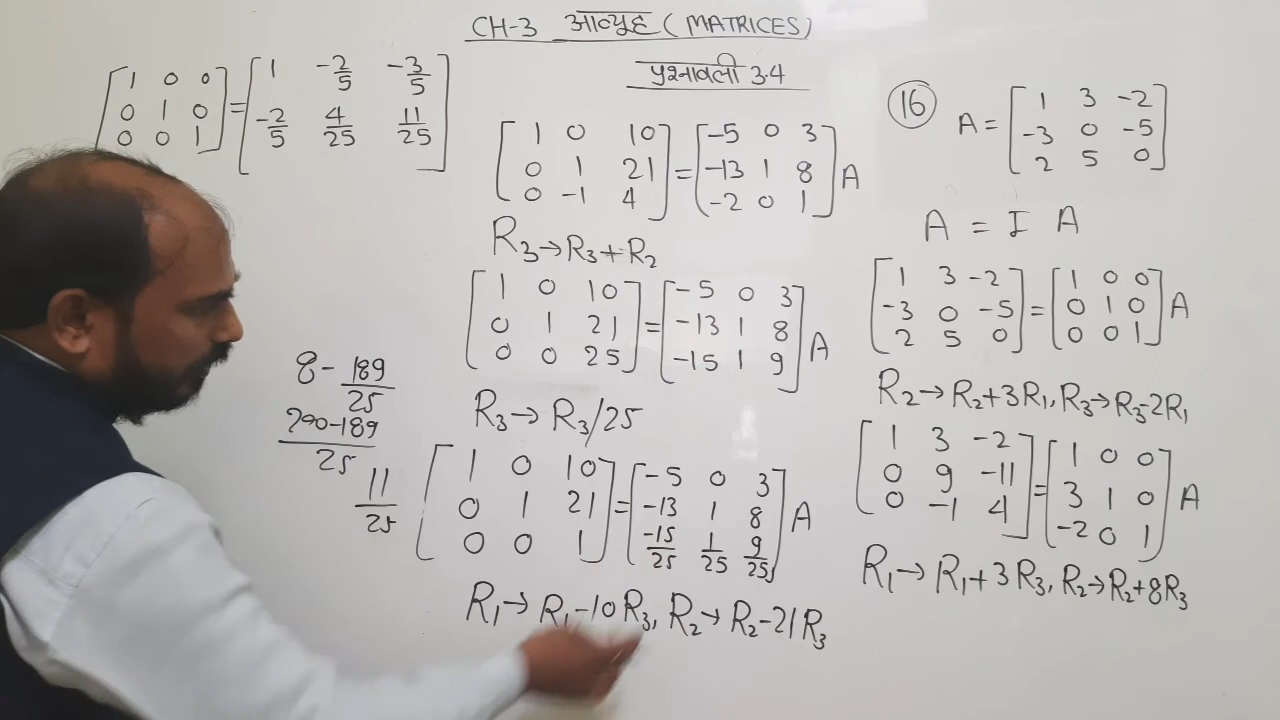 CH-3 आव्यूह (MATRICES)
प्रश्नावली 3.4
(16) A = [1 3 -2
-3 0 -5
2 5 0]
A = I A
[1 3 -2
-3 0 -5
2 5 0] = [1 0 0
0 1 0
0 0 1] A
R₂→R₂+3R₁, R₃→R₃-2R₁
[1 3 -2
0 9 -11
0 -1 4] = [1 0 0
3 1 0
-2 0 1] A
R₁→R₁+3R₃, R₂→R₂+8R₃
[1 0 10
0 1 21
0 -1 4] = [-5 0 3
-13 1 8
-2 0 1] A
R₃→R₃+R₂
[1 0 10
0 1 21
0 0 25] = [-5 0 3
-13 1 8
-15 1 9] A
R₃→R₃/25
[1 0 10
0 1 21
0 0 1] = [-5 0 3
-13 1 8
-15/25 1/25 9/25] A
R₁→R₁-10R₃, R₂→R₂-21R₃
[1 0 0
0 1 0
0 0 1] = [1 -2/5 -3/5
-2/5 4/25 11/25]
8 - 189/25
200-189
25
11/25